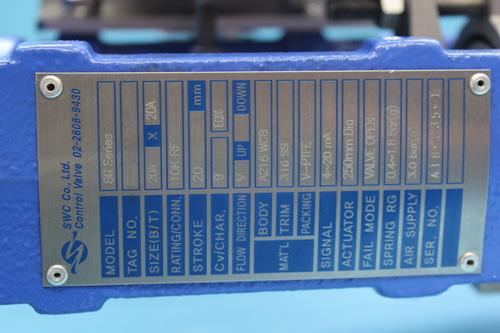 SWC Co., Ltd.
Control Valve 02-2608-9430
MODEL SG Series
TAG NO.
SIZE(B/T) 20A X 20A
RATING/CONN. 10K RF
STROKE 20 mm
Cv/CHAR. 9 EQ%
FLOW DIRECTION V UP DOWN
MAT'L
BODY A216 WCB
TRIM 316 SS
PACKING V-PTFE
SIGNAL 4~20 mA
ACTUATOR 250mm Dia
FAIL MODE VALVE OPEN
SPRING RG 0.4~1.8 bar(g)
AIR SUPPLY 3.0 bar(g)
SER. NO.